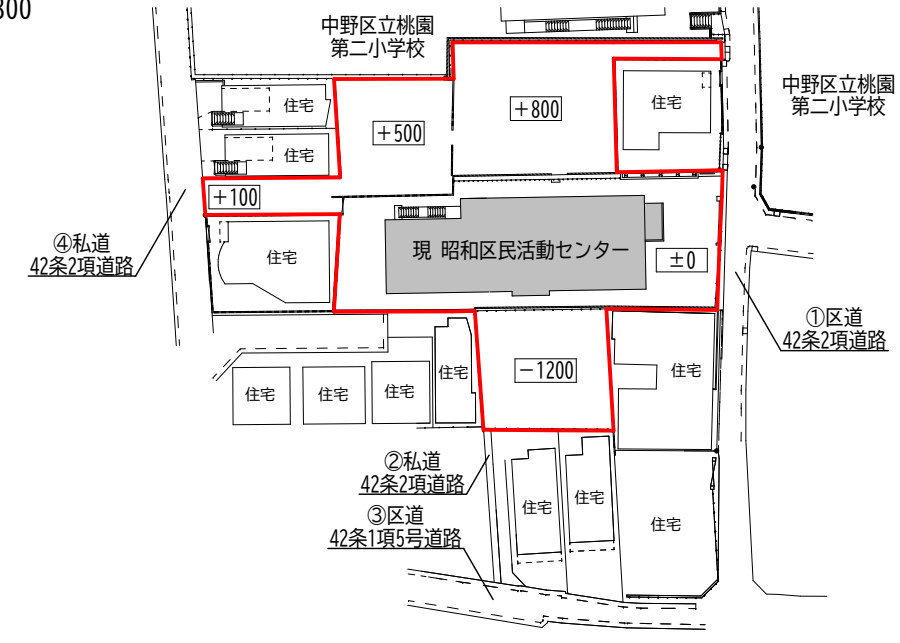 300
中野区立桃園
第二小学校
中野区立桃園
第二小学校
住宅
住宅
+800
+500
住宅
住宅
+100
④私道
42条2項道路
住宅
現 昭和区民活動センター
±0
①区道
42条2項道路
住宅
住宅
住宅
住宅
−1200
住宅
②私道
42条2項道路
③区道
42条1項5号道路
住宅
住宅
住宅